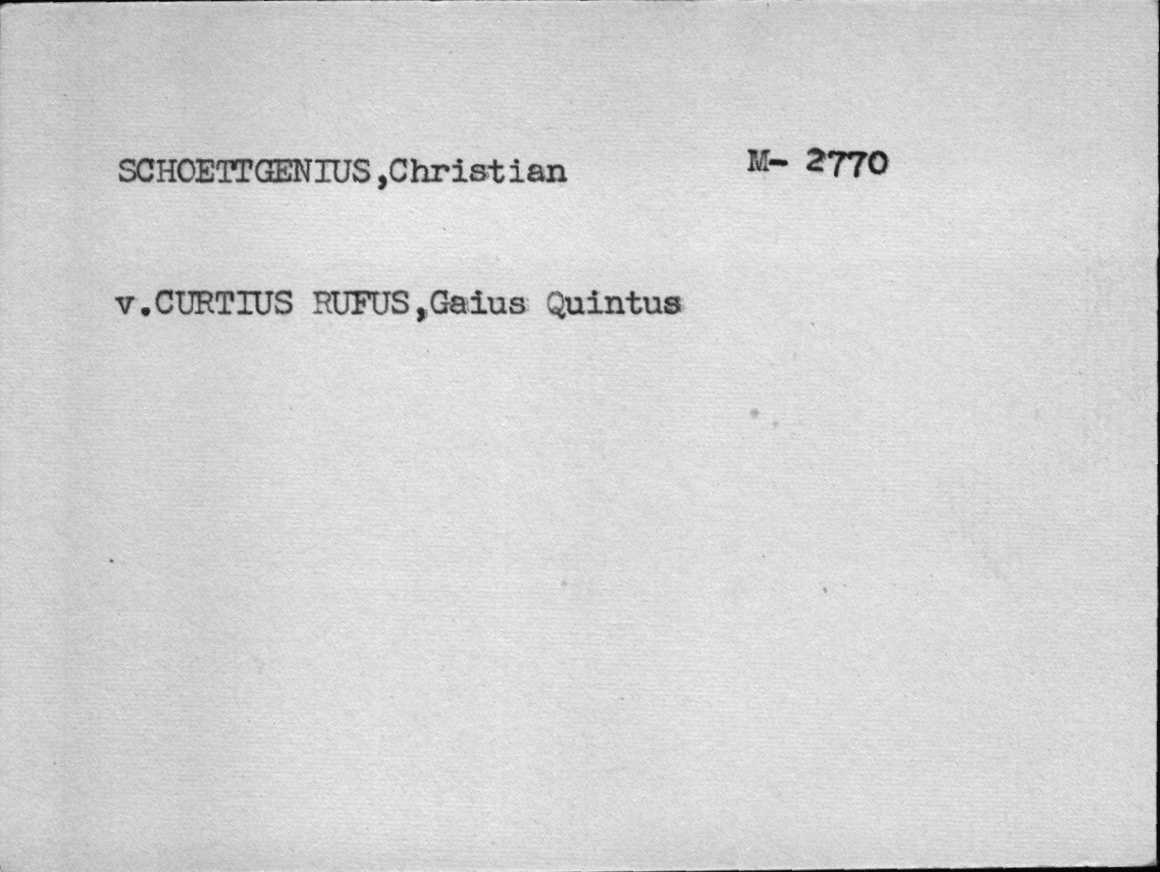 SCHOETTGENIUS,Christian M- 2770
v.CURTIUS RUFUS,Gaius Quintus